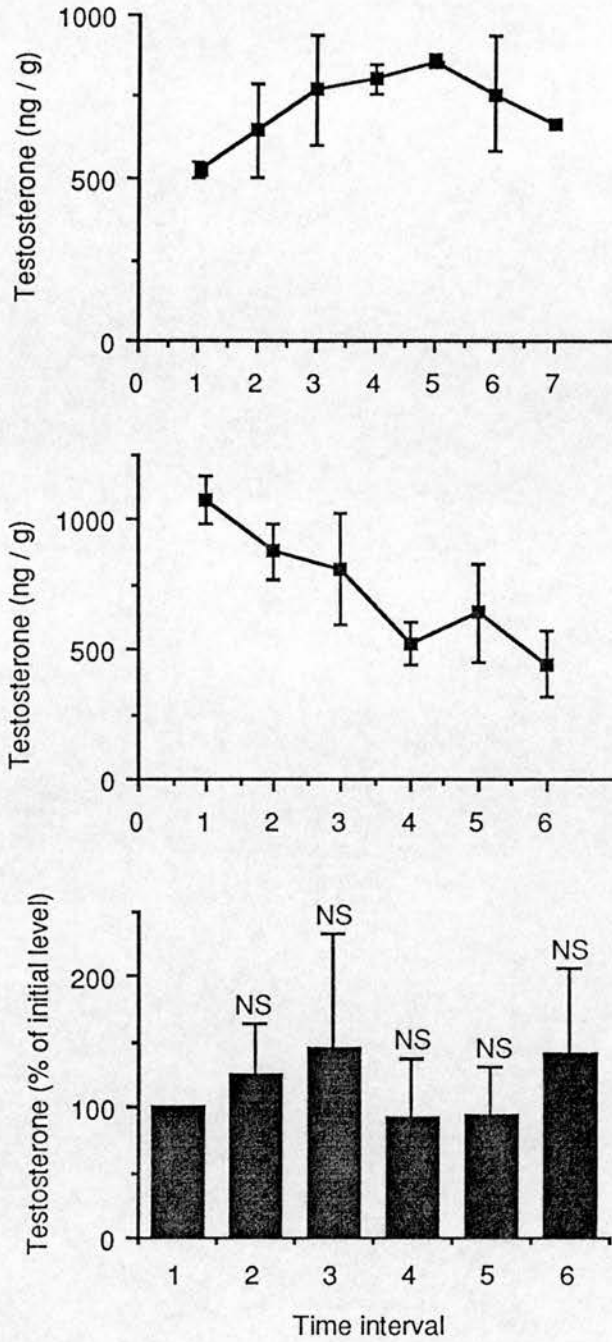 Testosterone (ng / g)
1000
500
0
0 1 2 3 4 5 6 7
Testosterone (ng / g)
1000
500
0
0 1 2 3 4 5 6
Testosterone (% of initial level)
200
100
0
NS NS NS NS NS
1 2 3 4 5 6
Time interval